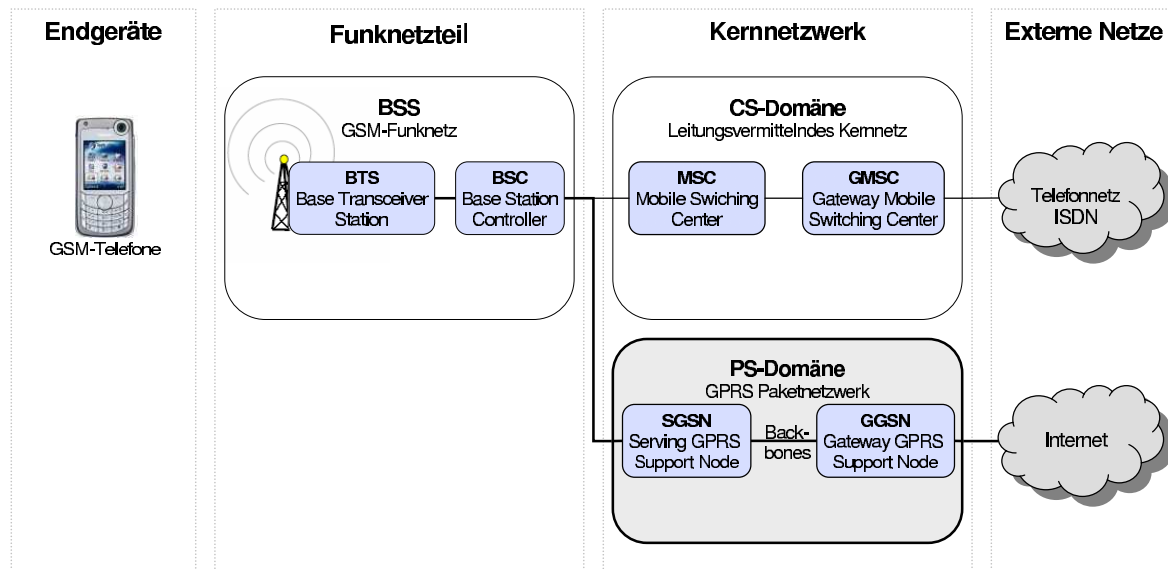 Endgeräte
Funknetzteil
Kernnetzwerk
Externe Netze
GSM-Telefone
BSS
GSM-Funknetz
BTS
Base Transceiver
Station
BSC
Base Station
Controller
CS-Domäne
Leitungsvermittelndes Kernnetz
MSC
Mobile Swiching
Center
GMSC
Gateway Mobile
Switching Center
Telefonnetz
ISDN
PS-Domäne
GPRS Paketnetzwerk
SGSN
Serving GPRS
Support Node
Back-
bones
GGSN
Gateway GPRS
Support Node
Internet